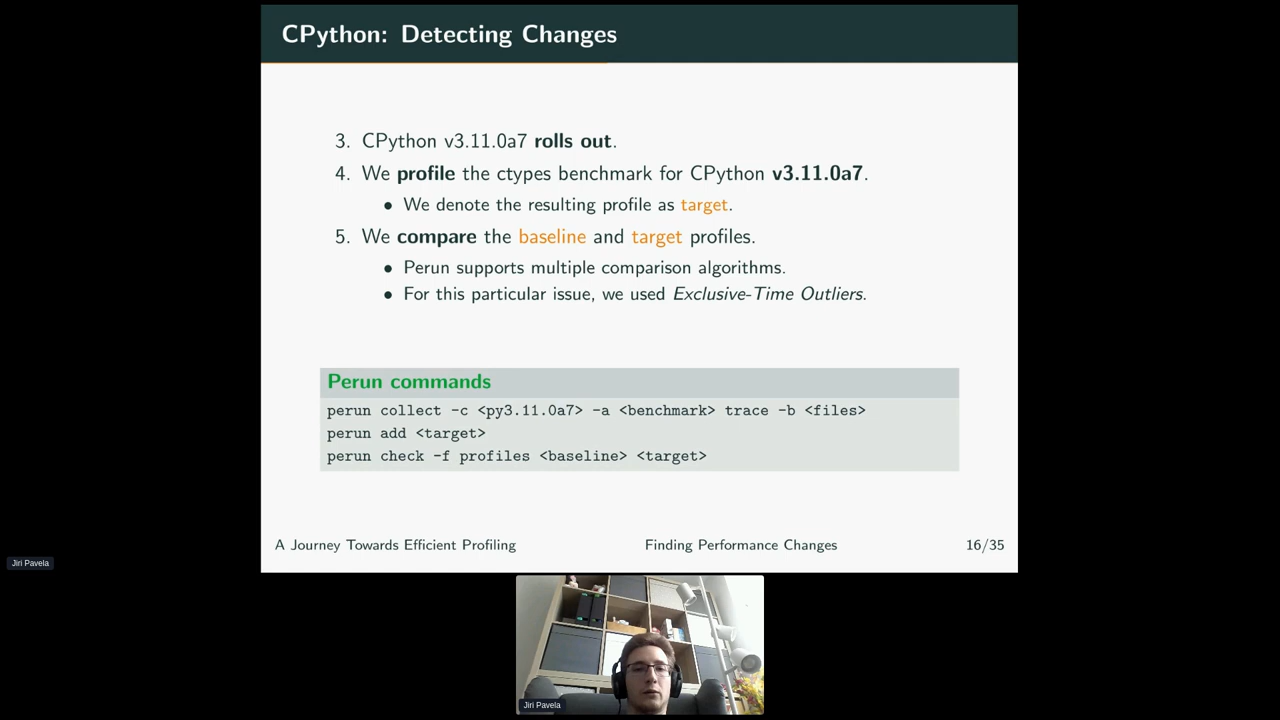 CPython: Detecting Changes
3. CPython v3.11.0a7 rolls out.
4. We profile the ctypes benchmark for CPython v3.11.0a7.
• We denote the resulting profile as target.
5. We compare the baseline and target profiles.
• Perun supports multiple comparison algorithms.
• For this particular issue, we used Exclusive-Time Outliers.
Perun commands
perun collect -c <py3.11.0a7> -a <benchmark> trace -b <files>
perun add <target>
perun check -f profiles <baseline> <target>
A Journey Towards Efficient Profiling Finding Performance Changes 16/35
Jiri Pavela
Jiri Pavela